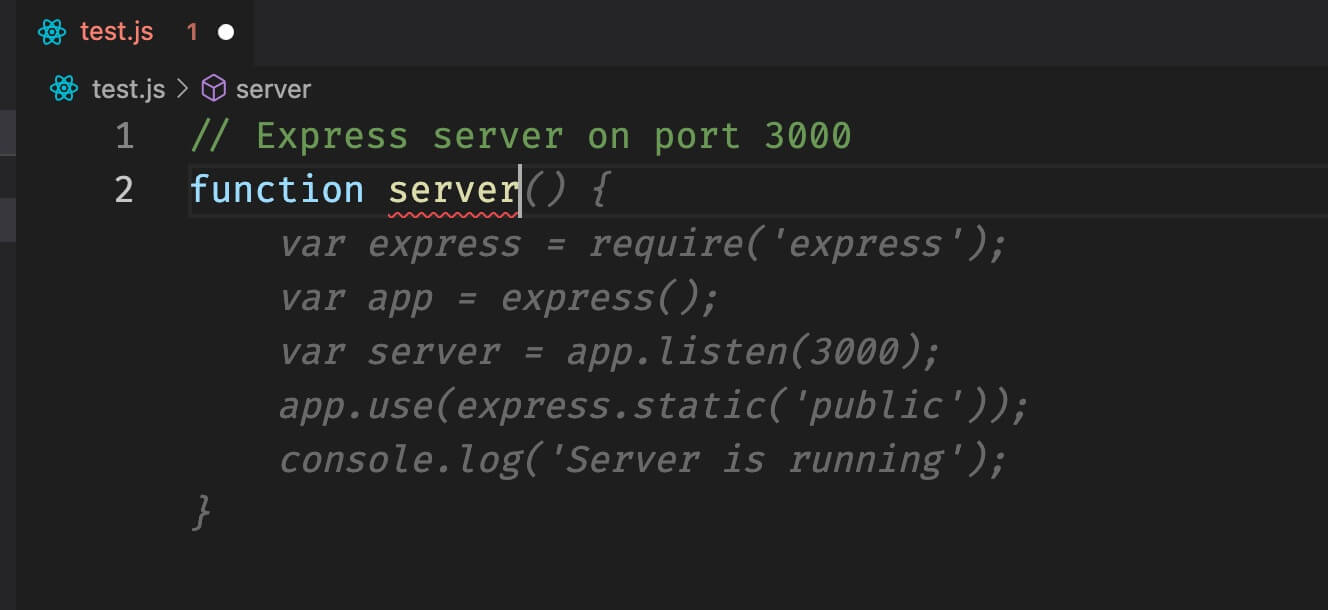 test.js 1
test.js > server
1 // Express server on port 3000
2 function server() {
var express = require('express');
var app = express();
var server = app.listen(3000);
app.use(express.static('public'));
console.log('Server is running');
}